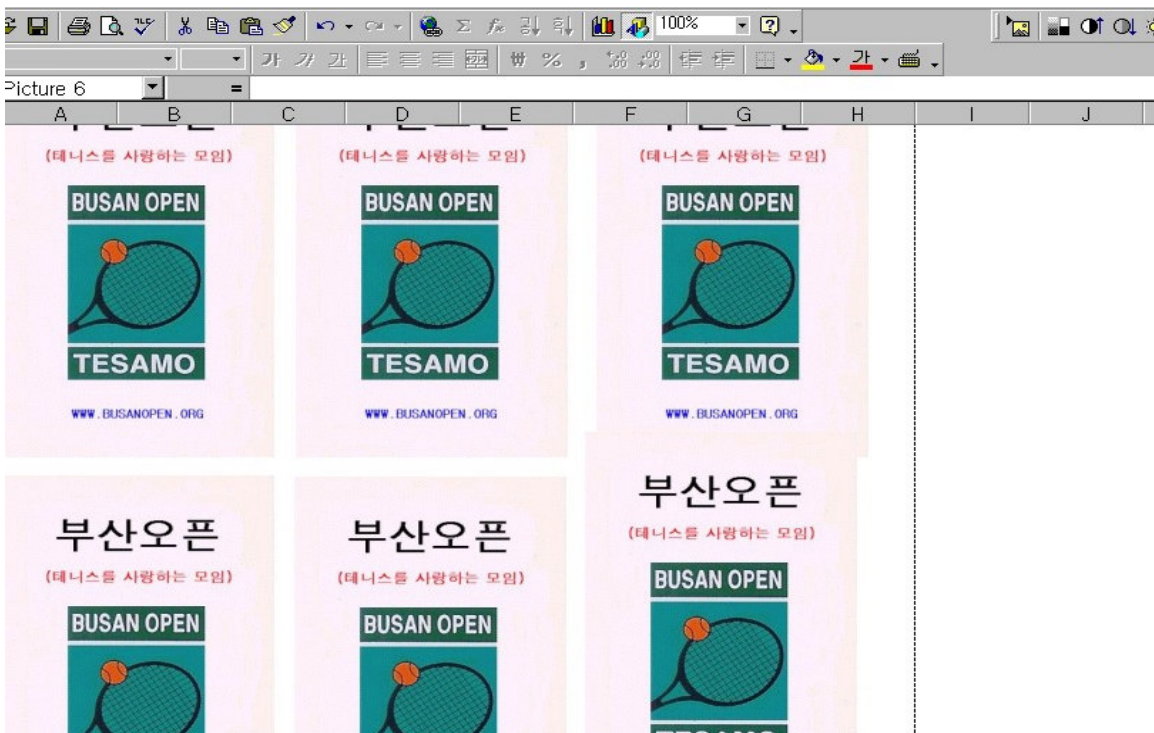 100%
가 가 가
₩ % ,
가
Picture 6
=
A B C D E F G H I J
(테니스를 사랑하는 모임) (테니스를 사랑하는 모임) (테니스를 사랑하는 모임)
BUSAN OPEN BUSAN OPEN BUSAN OPEN
TESAMO TESAMO TESAMO
WWW.BUSANOPEN.ORG WWW.BUSANOPEN.ORG WWW.BUSANOPEN.ORG
부산오픈 부산오픈 부산오픈
(테니스를 사랑하는 모임) (테니스를 사랑하는 모임) (테니스를 사랑하는 모임)
BUSAN OPEN BUSAN OPEN BUSAN OPEN